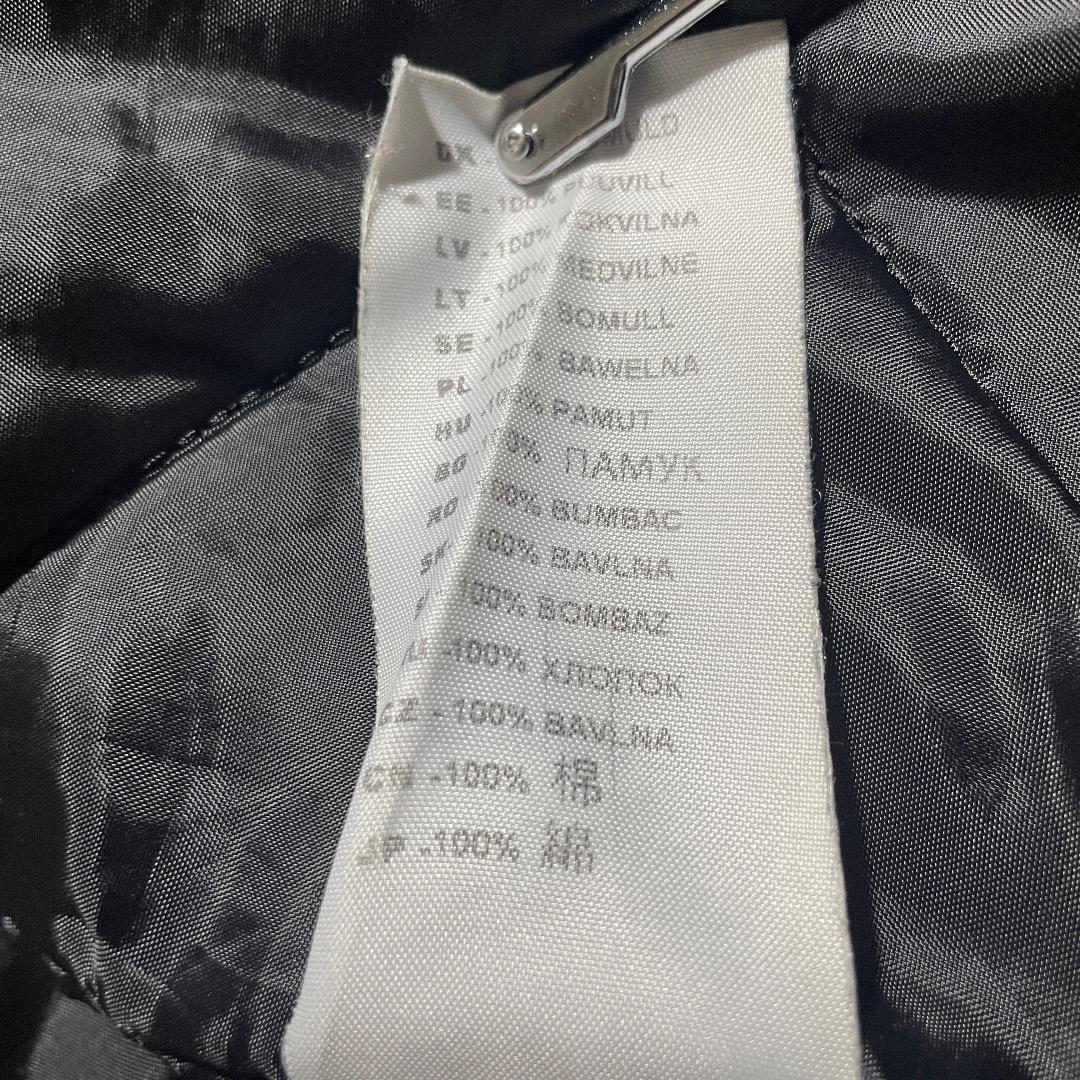 DK
EE - 100% PUUVILL
LV - 100% KOKVILNA
LT - 100% MEDVILNE
SE - 100% BOMULL
PL - 100% BAWELNA
HU - 100% PAMUT
BG - 100% ПАМУК
RO 100% BUMBAC
SK - 100% BAVLNA
100% BOMBAZ
-100% ХЛОПОК
CZ - 100% BAVLNA
CN - 100% 棉
JP - 100% 綿